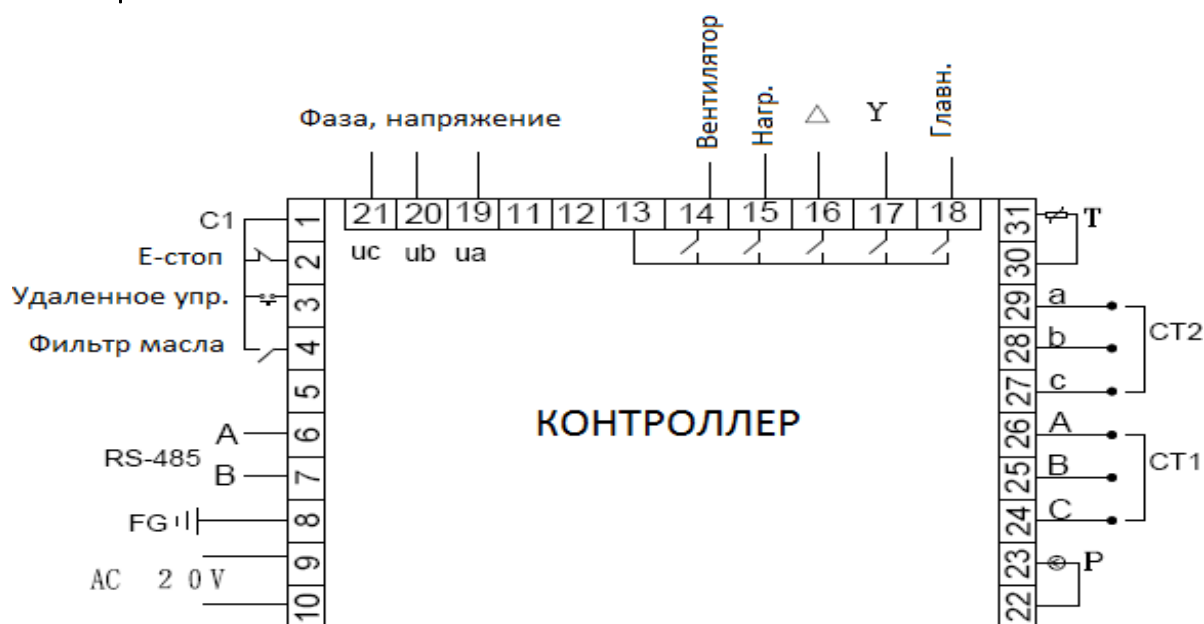 Вентилятор
Нагр.
△
Y
Главн.
Фаза, напряжение
21 20 19 11 12 13 14 15 16 17 18
uc ub ua
C1 1
Е-стоп 2
Удаленное упр. 3
Фильтр масла 4
5
A 6
RS-485
B 7
FG 8
9
AC 2 0V
10
КОНТРОЛЛЕР
31 T
30
29 a
28 b CT2
27 c
26 A
25 B CT1
24 C
23 P
22